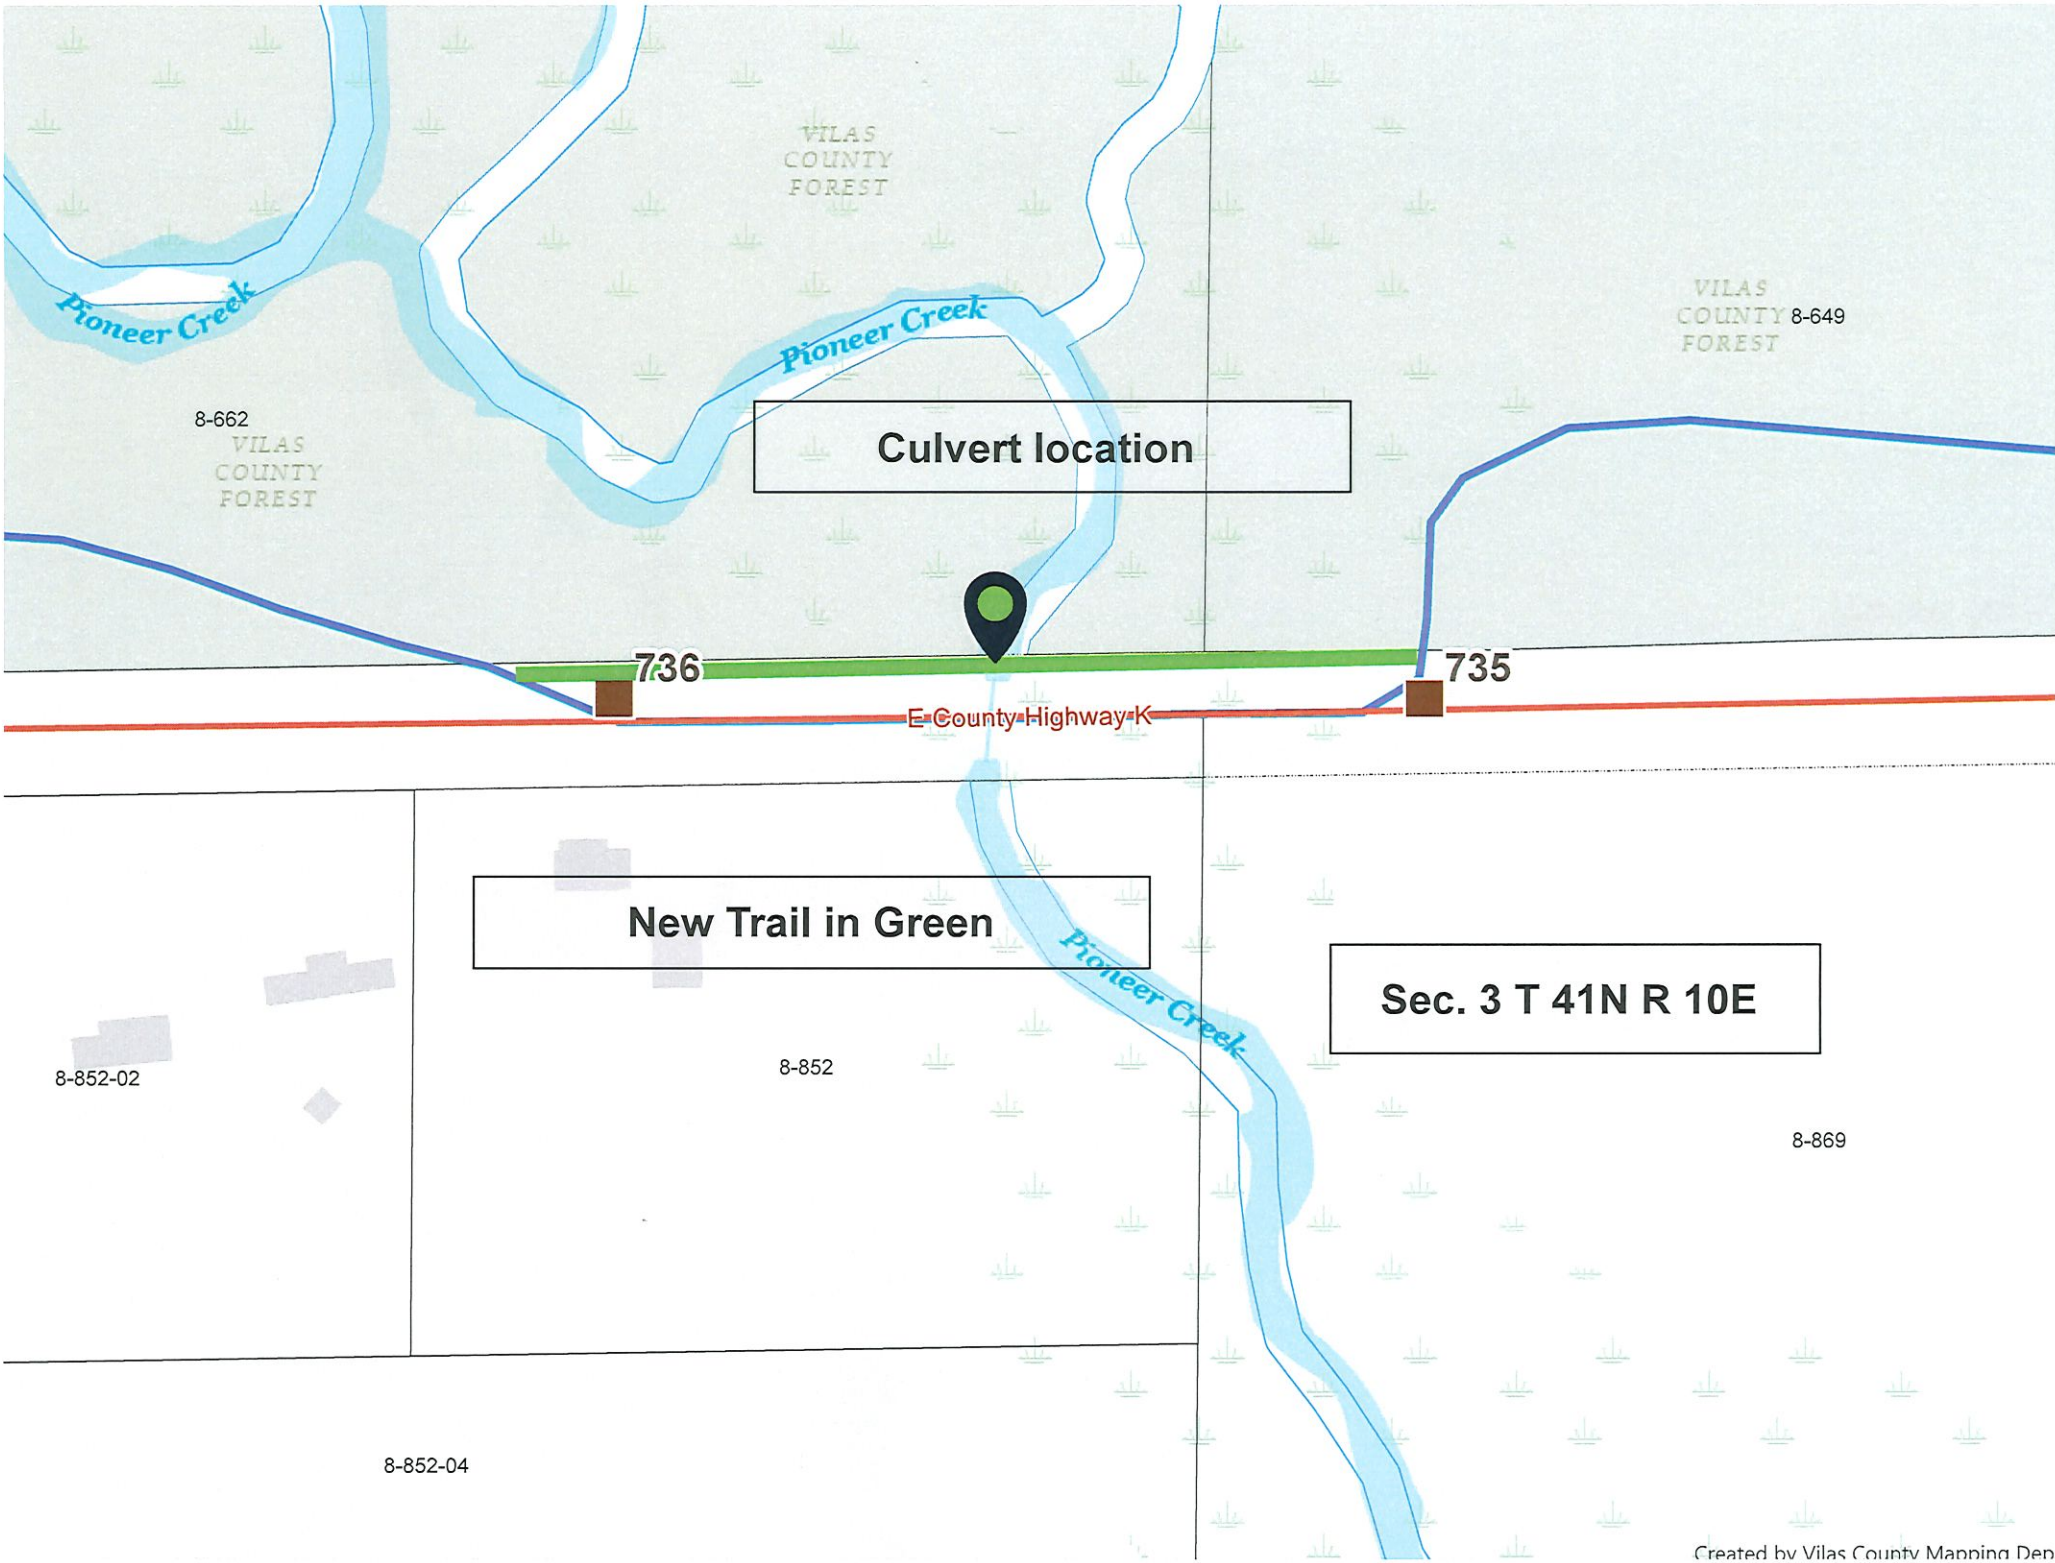 VILAS
COUNTY
FOREST
Pioneer Creek
Pioneer Creek
VILAS
COUNTY
FOREST
8-649
8-662
VILAS
COUNTY
FOREST
Culvert location
736
735
E County Highway K
New Trail in Green
Pioneer Creek
Sec. 3 T 41N R 10E
8-852
8-852-02
8-869
8-852-04
Created by Vilas County Mapping Dep